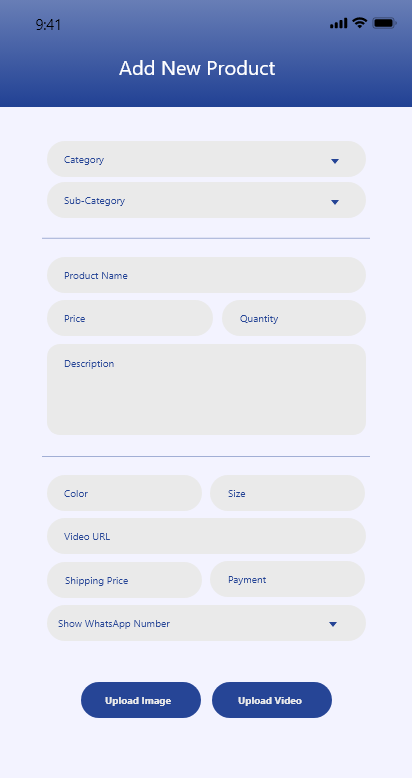 9:41
Add New Product
Category
Sub-Category
Product Name
Price Quantity
Description
Color Size
Video URL
Shipping Price Payment
Show WhatsApp Number
Upload Image Upload Video